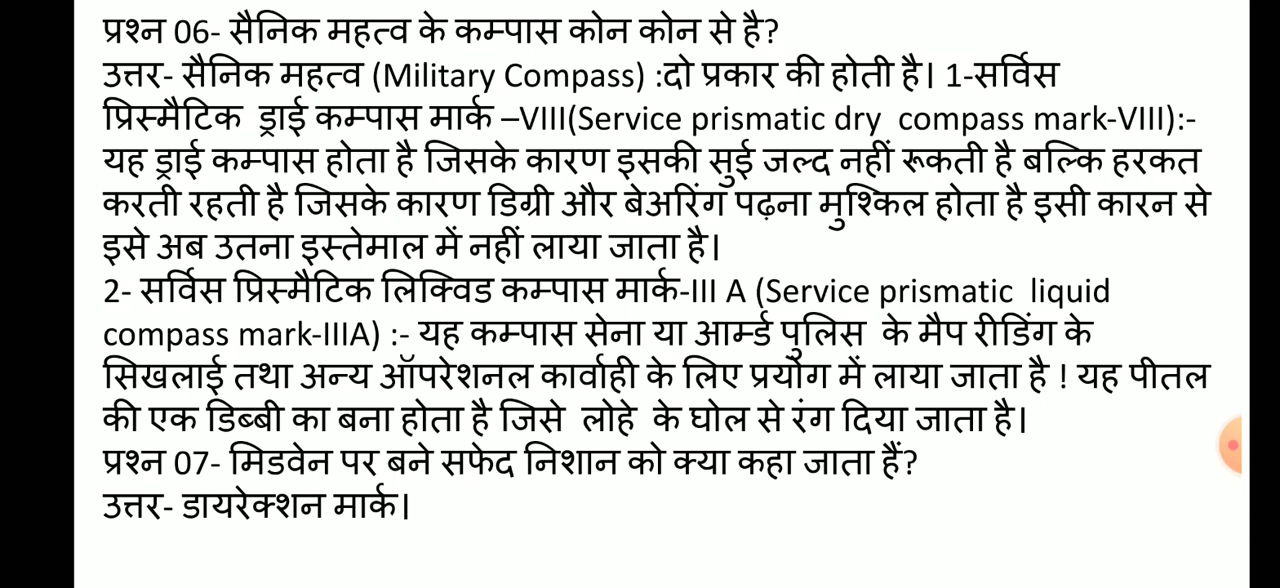 प्रश्न 06- सैनिक महत्व के कम्पास कोन कोन से है?
उत्तर- सैनिक महत्व (Military Compass) :दो प्रकार की होती है। 1-सर्विस
प्रिस्मैटिक ड्राई कम्पास मार्क –VIII(Service prismatic dry compass mark-VIII):-
यह ड्राई कम्पास होता है जिसके कारण इसकी सुई जल्द नहीं रूकती है बल्कि हरकत
करती रहती है जिसके कारण डिग्री और बेअरिंग पढ़ना मुश्किल होता है इसी कारन से
इसे अब उतना इस्तेमाल में नहीं लाया जाता है।
2- सर्विस प्रिस्मैटिक लिक्विड कम्पास मार्क-III A (Service prismatic liquid
compass mark-IIIA) :- यह कम्पास सेना या आर्म्ड पुलिस के मैप रीडिंग के
सिखलाई तथा अन्य ऑपरेशनल कार्वाही के लिए प्रयोग में लाया जाता है ! यह पीतल
की एक डिब्बी का बना होता है जिसे लोहे के घोल से रंग दिया जाता है।
प्रश्न 07- मिडवेन पर बने सफेद निशान को क्या कहा जाता हैं?
उत्तर- डायरेक्शन मार्क।